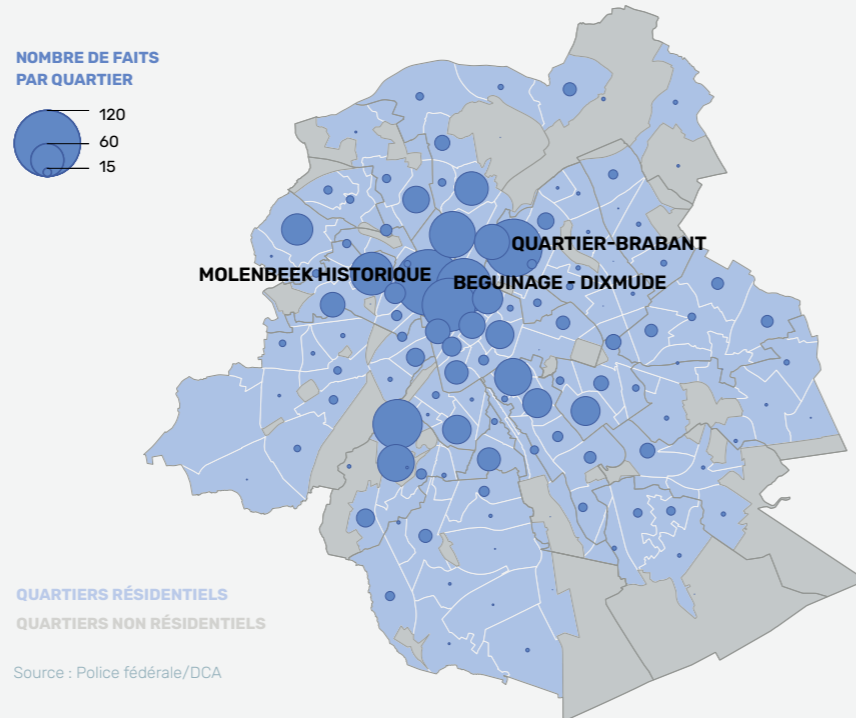 NOMBRE DE FAITS
PAR QUARTIER
120
60
15
QUARTIER-BRABANT
MOLENBEEK HISTORIQUE
BEGUINAGE - DIXMUDE
QUARTIERS RÉSIDENTIELS
QUARTIERS NON RÉSIDENTIELS
Source : Police fédérale/DCA